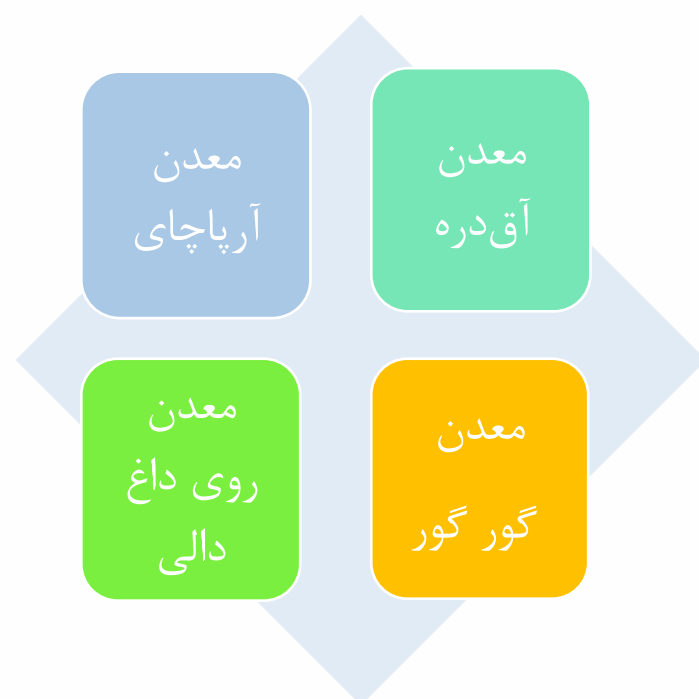 معدن
آق‌دره
معدن
آرپاچای
معدن
گور گور
معدن
روی داغ
دالی